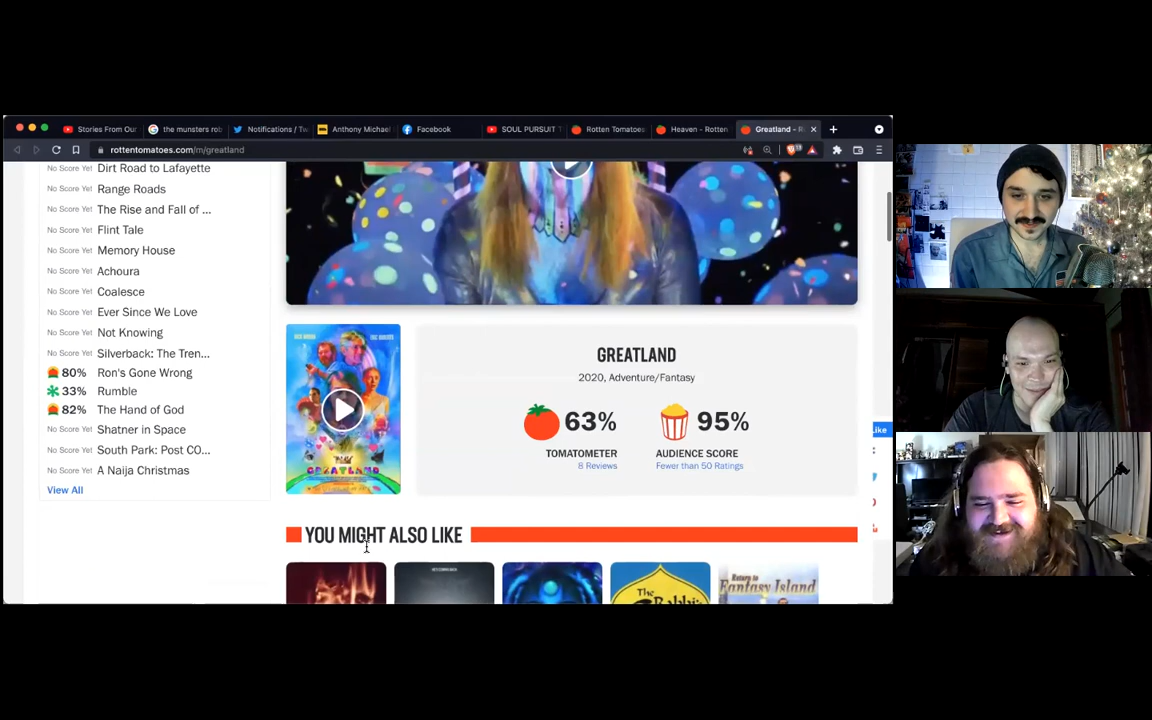 Stories From Our
the munsters rob
Notifications / Tw
Anthony Michael
Facebook
SOUL PURSUIT T
Rotten Tomatoes
Heaven - Rotten
Greatland - R
rottentomatoes.com/m/greatland
No Score Yet Dirt Road to Lafayette
No Score Yet Range Roads
No Score Yet The Rise and Fall of ...
No Score Yet Flint Tale
No Score Yet Memory House
No Score Yet Achoura
No Score Yet Coalesce
No Score Yet Ever Since We Love
No Score Yet Not Knowing
No Score Yet Silverback: The Tren...
80% Ron's Gone Wrong
33% Rumble
82% The Hand of God
No Score Yet Shatner in Space
No Score Yet South Park: Post CO...
No Score Yet A Naija Christmas
View All
GREATLAND
GREATLAND
2020, Adventure/Fantasy
63% 95%
TOMATOMETER AUDIENCE SCORE
8 Reviews Fewer than 50 Ratings
Like
YOU MIGHT ALSO LIKE
The Rabbi's
Return to
Fantasy Island